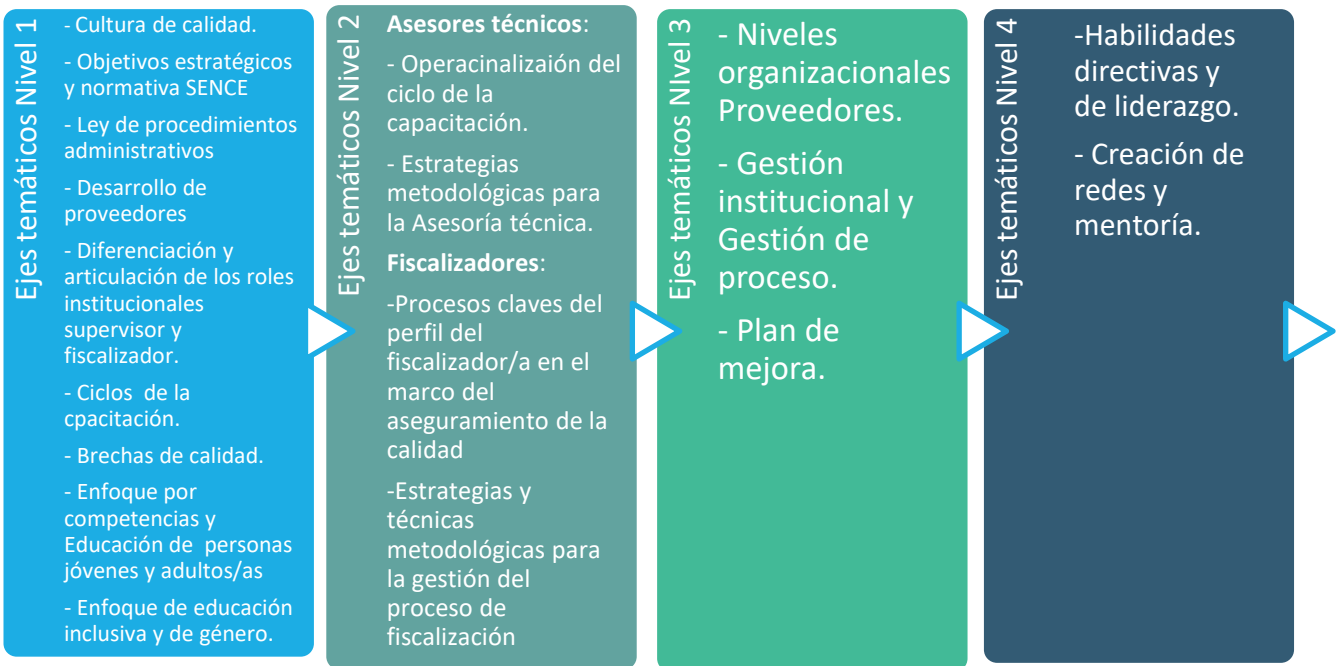 Ejes temáticos Nivel 1
- Cultura de calidad.
- Objetivos estratégicos
y normativa SENCE
- Ley de procedimientos
administrativos
- Desarrollo de
proveedores
- Diferenciación y
articulación de los roles
institucionales
supervisor y
fiscalizador.
- Ciclos de la
cpacitación.
- Brechas de calidad.
- Enfoque por
competencias y
Educación de personas
jóvenes y adultos/as
- Enfoque de educación
inclusiva y de género.
Ejes temáticos Nivel 2
Asesores técnicos:
- Operacinalizaión del
ciclo de la
capacitación.
- Estrategias
metodológicas para
la Asesoría técnica.
Fiscalizadores:
-Procesos claves del
perfil del
fiscalizador/a en el
marco del
aseguramiento de la
calidad
-Estrategias y
técnicas
metodológicas para
la gestión del
proceso de
fiscalización
Ejes temáticos NIvel 3
- Niveles
organizacionales
Proveedores.
- Gestión
institucional y
Gestión de
proceso.
- Plan de
mejora.
Ejes temáticos Nivel 4
-Habilidades
directivas y
de liderazgo.
- Creación de
redes y
mentoría.